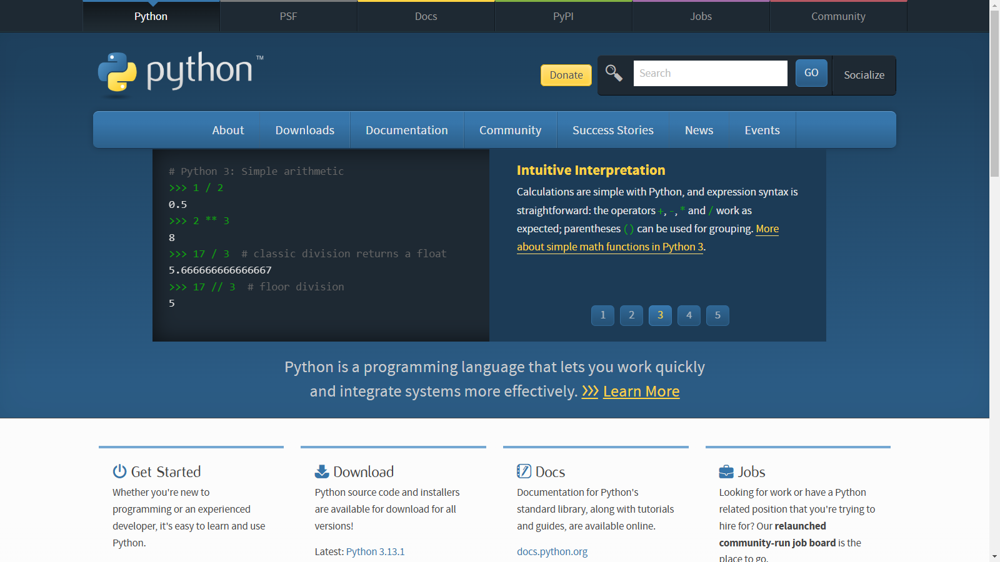 Python
PSF
Docs
PyPI
Jobs
Community
python™
Donate
Search
GO
Socialize
About
Downloads
Documentation
Community
Success Stories
News
Events
# Python 3: Simple arithmetic
>>> 1 / 2
0.5
>>> 2 ** 3
8
>>> 17 / 3  # classic division returns a float
5.666666666666667
>>> 17 // 3  # floor division
5
Intuitive Interpretation
Calculations are simple with Python, and expression syntax is
straightforward: the operators +, -, * and / work as
expected; parentheses () can be used for grouping. More
about simple math functions in Python 3.
1
2
3
4
5
Python is a programming language that lets you work quickly
and integrate systems more effectively. >>> Learn More
Get Started
Whether you're new to
programming or an experienced
developer, it's easy to learn and use
Python.
Download
Python source code and installers
are available for download for all
versions!
Latest: Python 3.13.1
Docs
Documentation for Python's
standard library, along with tutorials
and guides, are available online.
docs.python.org
Jobs
Looking for work or have a Python
related position that you're trying to
hire for? Our relaunched
community-run job board is the
place to go.